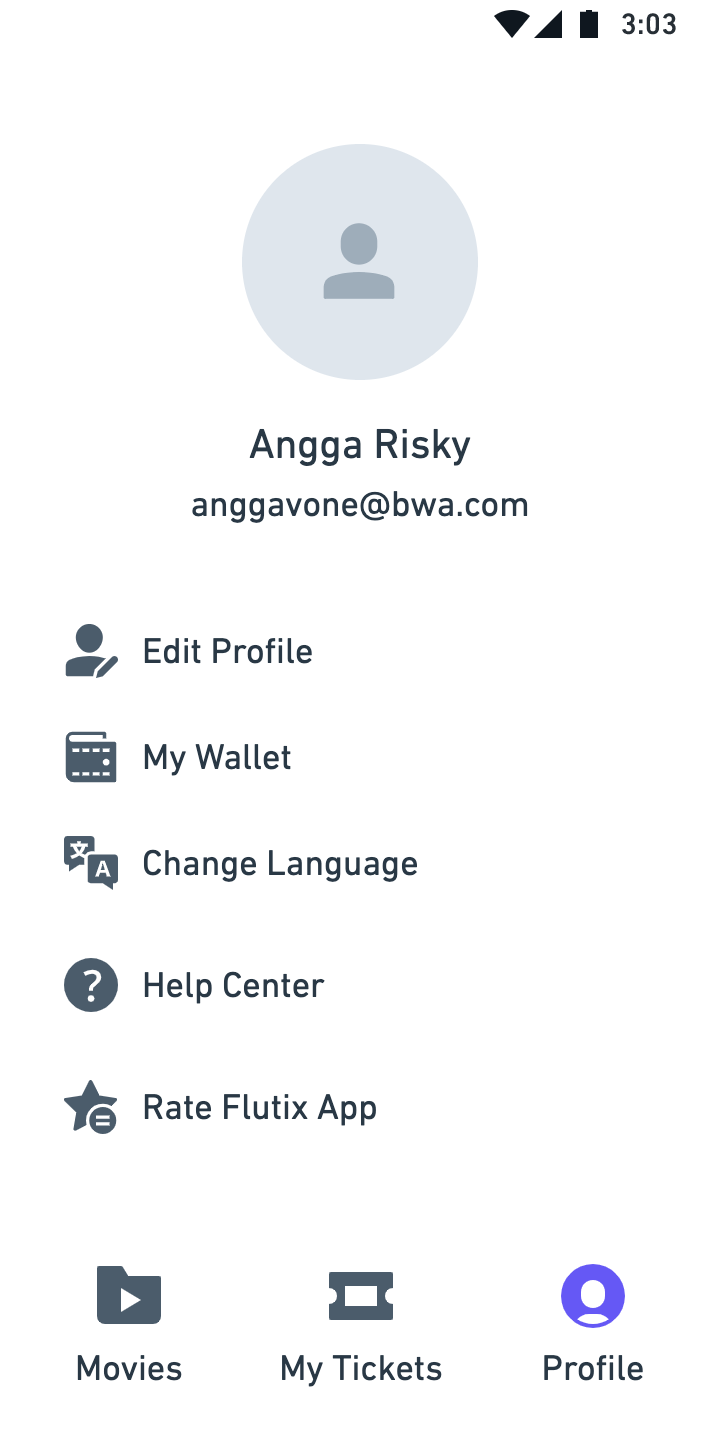 3:03
Angga Risky
anggavone@bwa.com
Edit Profile
My Wallet
文 A
Change Language
?
Help Center
Rate Flutix App
Movies
My Tickets
Profile